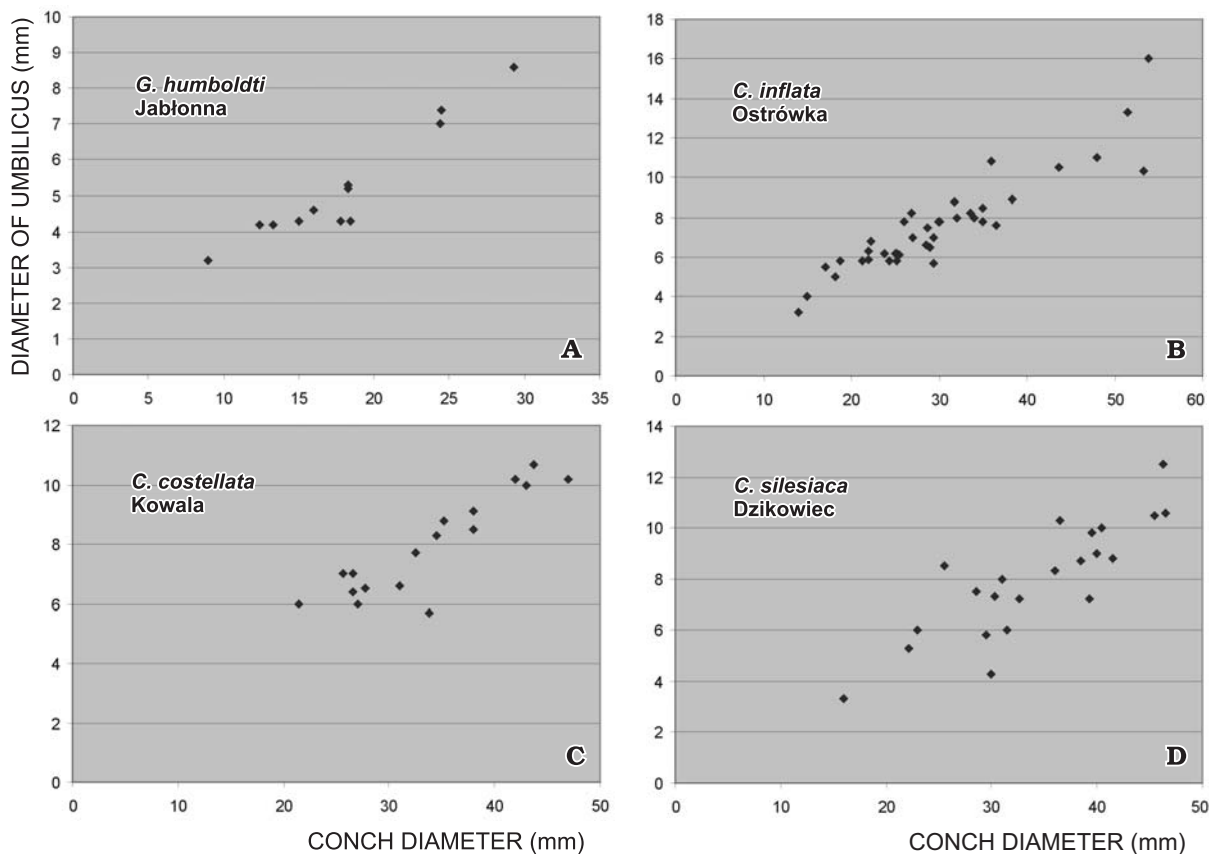 DIAMETER OF UMBILICUS (mm)
10
9
8
7
6
5
4
3
2
1
0
G. humboldti
Jabłonna
A
0 5 10 15 20 25 30 35
18
16
14
12
10
8
6
4
2
0
C. inflata
Ostrówka
B
0 10 20 30 40 50 60
12
10
8
6
4
2
0
C. costellata
Kowala
C
0 10 20 30 40 50
CONCH DIAMETER (mm)
14
12
10
8
6
4
2
0
C. silesiaca
Dzikowiec
D
0 10 20 30 40 50
CONCH DIAMETER (mm)